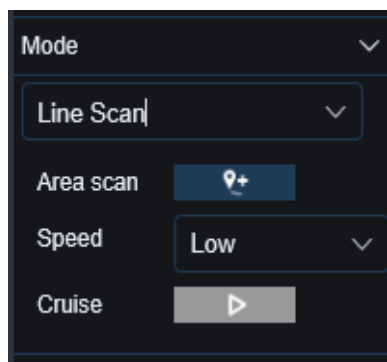 Mode
Line Scan
Area scan
Speed
Low
Cruise